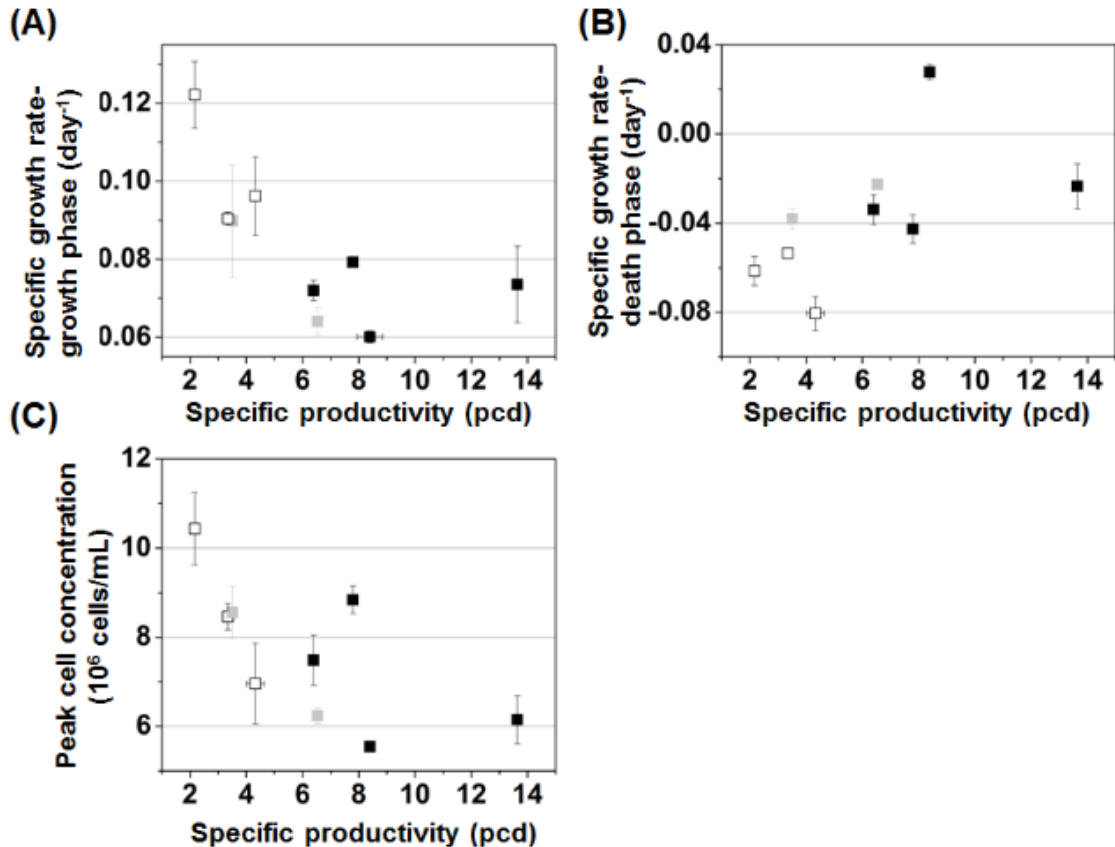 (A)
Specific growth rate-
growth phase (day⁻¹)
0.12
0.10
0.08
0.06
2 4 6 8 10 12 14
Specific productivity (pcd)
(B)
Specific growth rate-
death phase (day⁻¹)
0.04
0.00
-0.04
-0.08
2 4 6 8 10 12 14
Specific productivity (pcd)
(C)
Peak cell concentration
(10⁶ cells/mL)
12
10
8
6
2 4 6 8 10 12 14
Specific productivity (pcd)